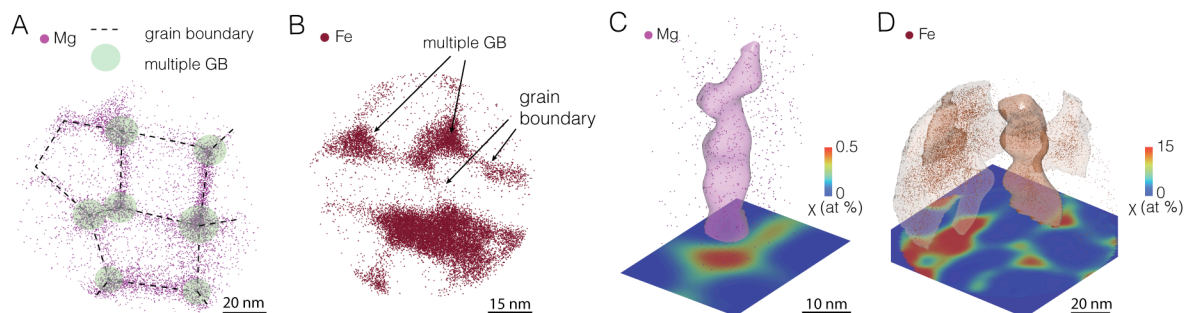 A
Mg
grain boundary
multiple GB
20 nm
B
Fe
multiple GB
grain
boundary
15 nm
C
Mg
0.5
0
χ (at %)
10 nm
D
Fe
15
0
χ (at %)
20 nm